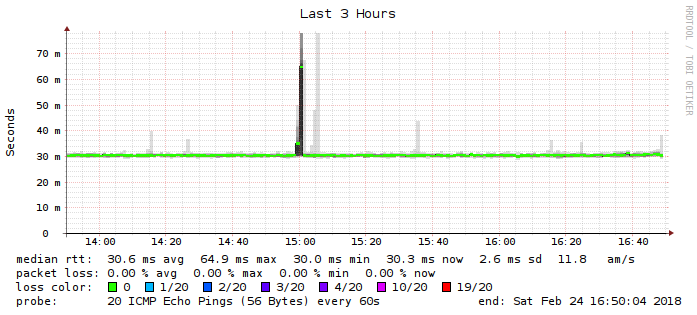 Last 3 Hours
RRDTOOL / TOBI OETIKER
Seconds
70 m
60 m
50 m
40 m
30 m
20 m
10 m
0
14:00 14:20 14:40 15:00 15:20 15:40 16:00 16:20 16:40
median rtt: 30.6 ms avg 64.9 ms max 30.0 ms min 30.3 ms now 2.6 ms sd 11.8 am/s
packet loss: 0.00 % avg 0.00 % max 0.00 % min 0.00 % now
loss color: 0 1/20 2/20 3/20 4/20 10/20 19/20
probe: 20 ICMP Echo Pings (56 Bytes) every 60s end: Sat Feb 24 16:50:04 2018